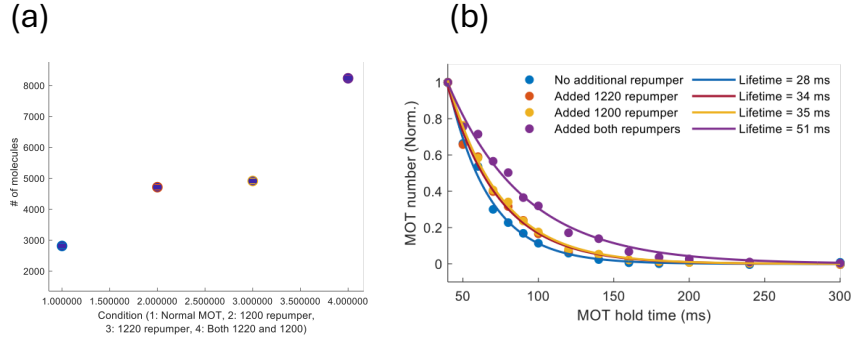 (a)
# of molecules
8000
7000
6000
5000
4000
3000
2000
1.000000 1.500000 2.000000 2.500000 3.000000 3.500000 4.000000
Condition (1: Normal MOT, 2: 1200 repumper,
3: 1220 repumper, 4: Both 1220 and 1200)
(b)
MOT number (Norm.)
1
0.8
0.6
0.4
0.2
0
No additional repumper Lifetime = 28 ms
Added 1220 repumper Lifetime = 34 ms
Added 1200 repumper Lifetime = 35 ms
Added both repumpers Lifetime = 51 ms
50 100 150 200 250 300
MOT hold time (ms)